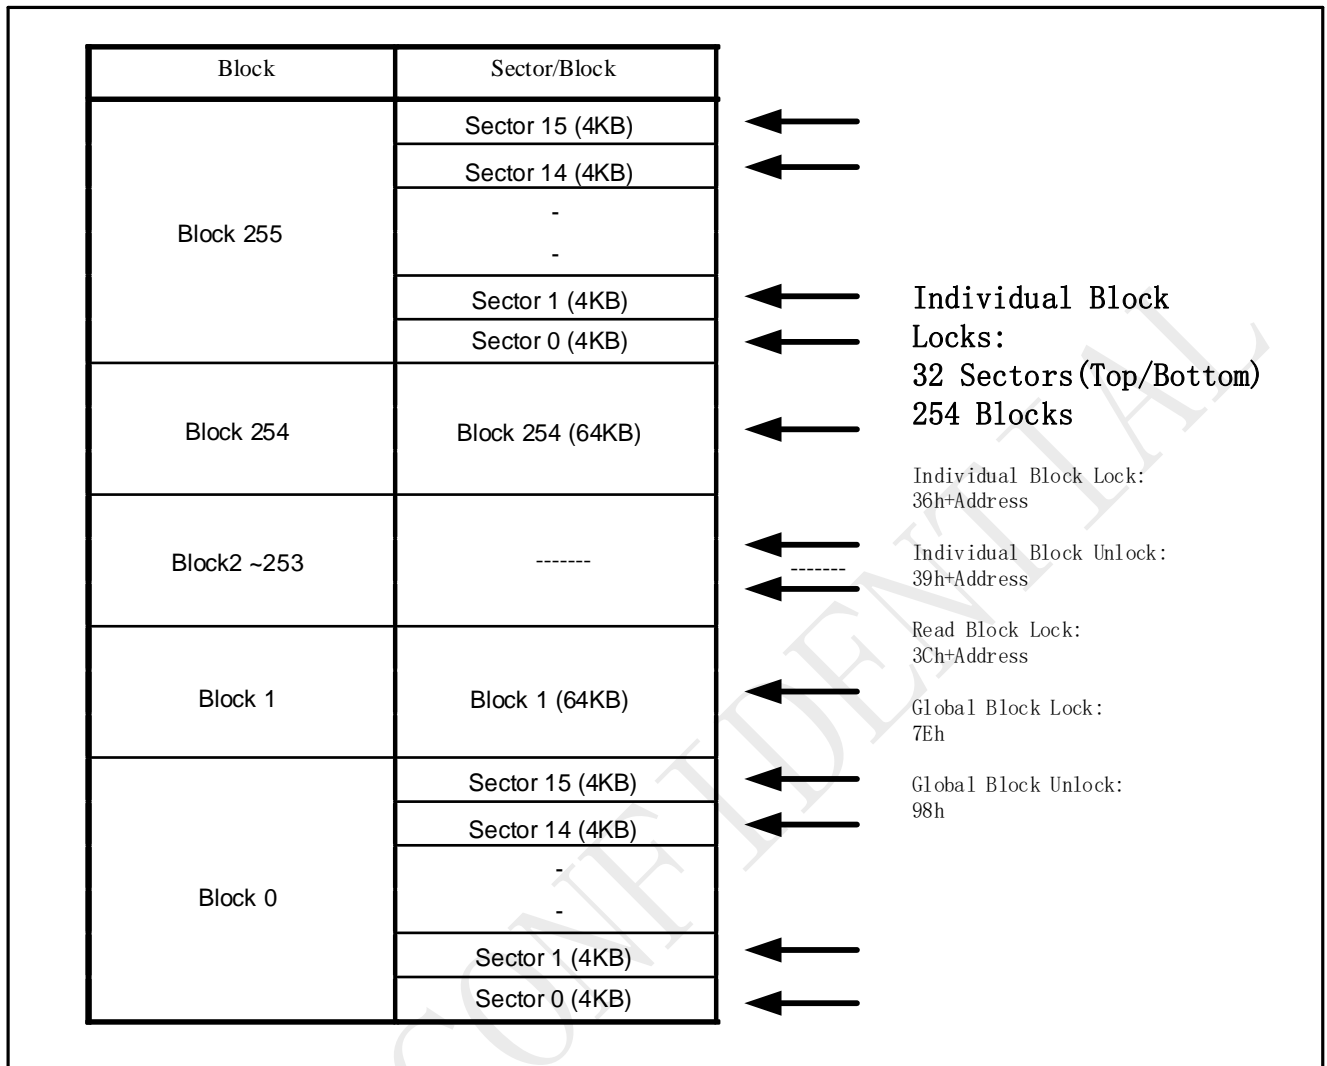 Block Sector/Block
Sector 15 (4KB)
Sector 14 (4KB)
-
Block 255
-
Sector 1 (4KB)
Sector 0 (4KB)
Block 254 Block 254 (64KB)
Block2 ~253 -------
Block 1 Block 1 (64KB)
Sector 15 (4KB)
Sector 14 (4KB)
-
Block 0
-
Sector 1 (4KB)
Sector 0 (4KB)
-------
Individual Block
Locks:
32 Sectors(Top/Bottom)
254 Blocks
Individual Block Lock:
36h+Address
Individual Block Unlock:
39h+Address
Read Block Lock:
3Ch+Address
Global Block Lock:
7Eh
Global Block Unlock:
98h
CONFIDENTIAL